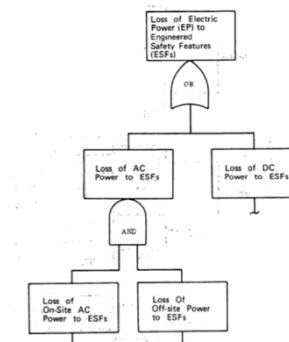 Loss of Electric
Power (EP) to
Engineered
Safety Features
(ESFs)
OR
Loss of AC
Power to ESFs
Loss of DC
Power to ESFs
AND
Loss of
On-Site AC
Power to ESFs
Loss Of
Off-site Power
to ESFs